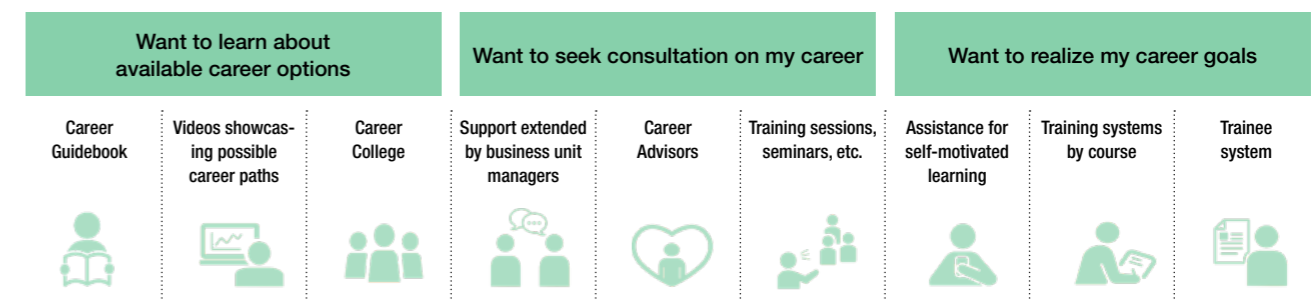 Want to learn about
available career options
Want to seek consultation on my career
Want to realize my career goals
Career
Guidebook
Videos showcas-
ing possible
career paths
Career
College
Support extended
by business unit
managers
Career
Advisors
Training sessions,
seminars, etc.
Assistance for
self-motivated
learning
Training systems
by course
Trainee
system